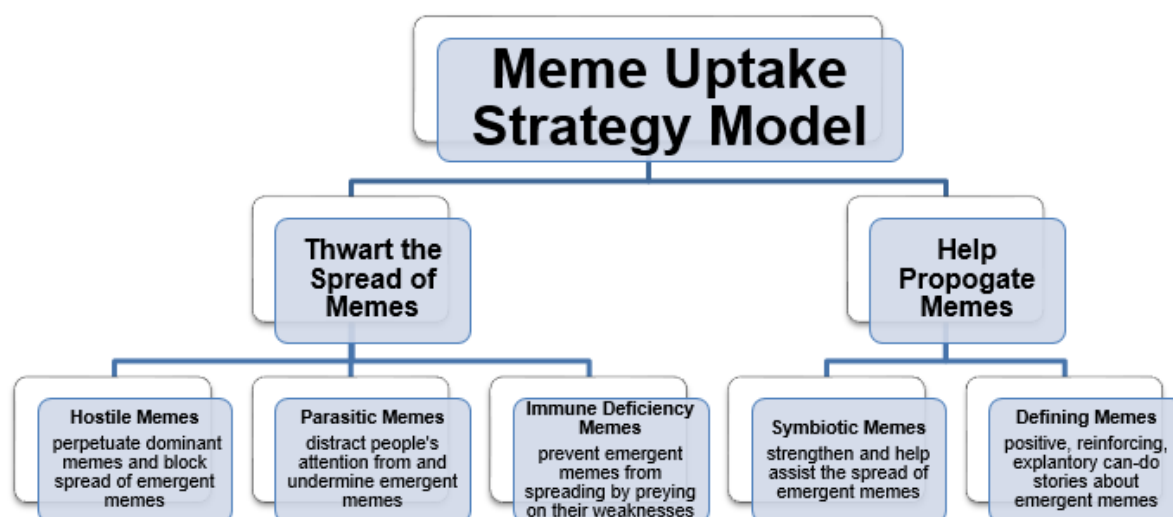 Meme Uptake
Strategy Model
Thwart the
Spread of
Memes
Help
Propogate
Memes
Hostile Memes
perpetuate dominant
memes and block
spread of emergent
memes
Parasitic Memes
distract people's
attention from and
undermine emergent
memes
Immune Deficiency
Memes
prevent emergent
memes from
spreading by preying
on their weaknesses
Symbiotic Memes
strengthen and help
assist the spread of
emergent memes
Defining Memes
positive, reinforcing,
explantory can-do
stories about
emergent memes